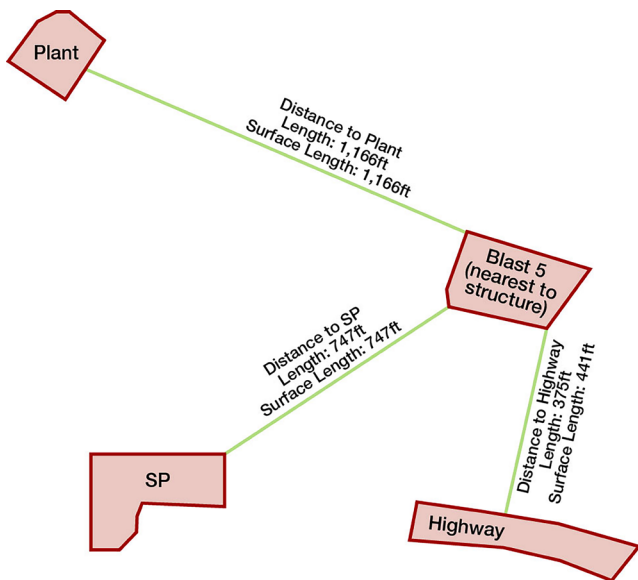 Plant
Distance to Plant
Length: 1,166ft
Surface Length: 1,166ft
Blast 5
(nearest to
structure)
Distance to SP
Length: 747ft
Surface Length: 747ft
Distance to Highway
Length: 375ft
Surface Length: 441ft
SP
Highway